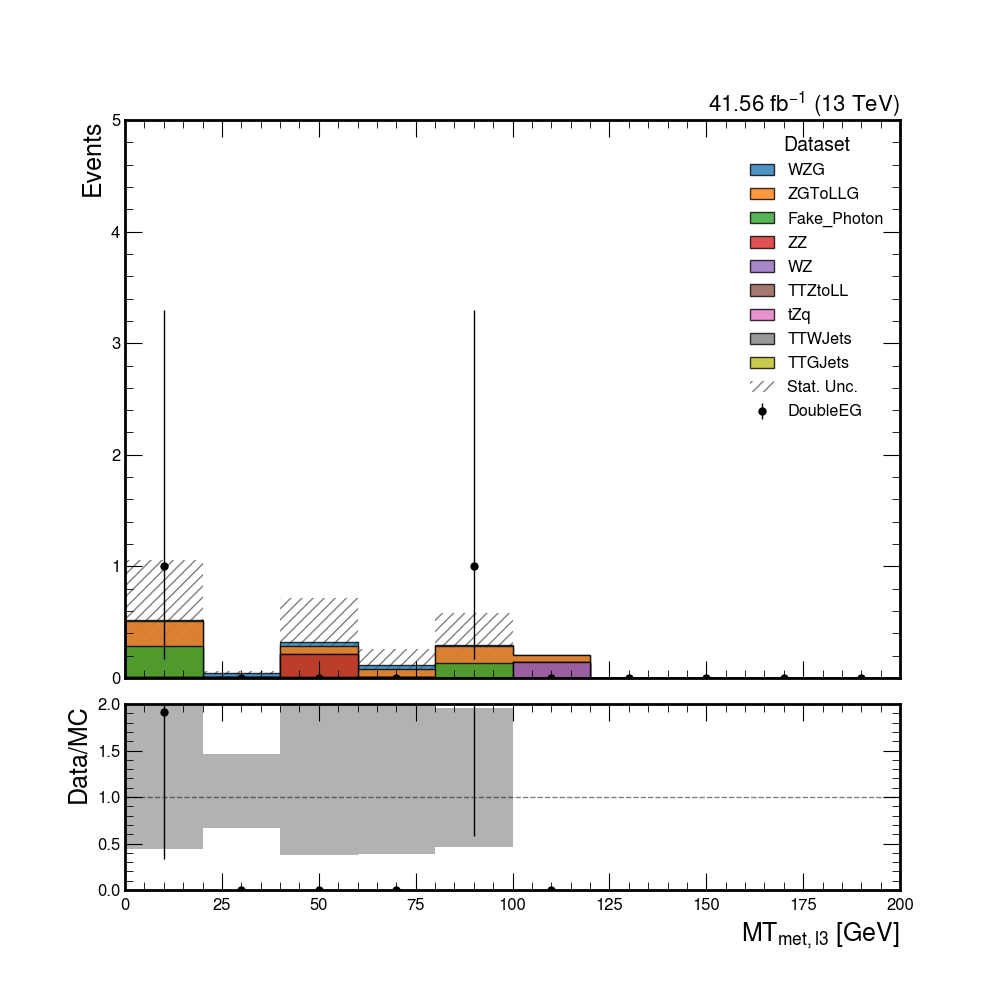 41.56 fb⁻¹ (13 TeV)
Events
5
4
3
2
1
0
Dataset
WZG
ZGToLLG
Fake_Photon
ZZ
WZ
TTZtoLL
tZq
TTWJets
TTGJets
Stat. Unc.
DoubleEG
Data/MC
2.0
1.5
1.0
0.5
0.0
0 25 50 75 100 125 150 175 200
MT_met, l3 [GeV]